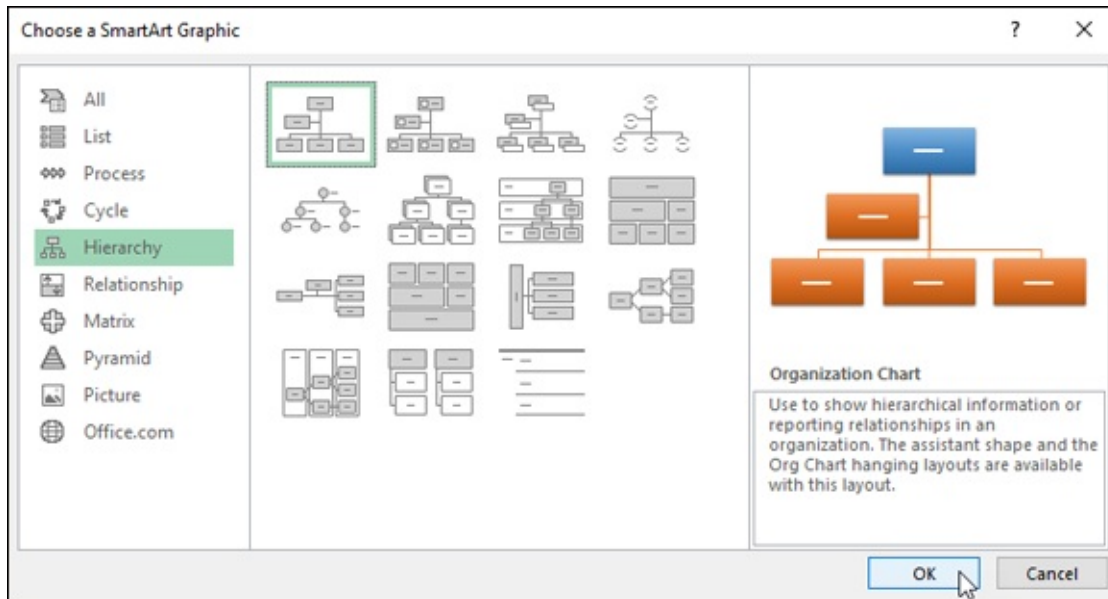 Choose a SmartArt Graphic
?
All
List
Process
Cycle
Hierarchy
Relationship
Matrix
Pyramid
Picture
Office.com
Organization Chart
Use to show hierarchical information or
reporting relationships in an
organization. The assistant shape and the
Org Chart hanging layouts are available
with this layout.
OK
Cancel